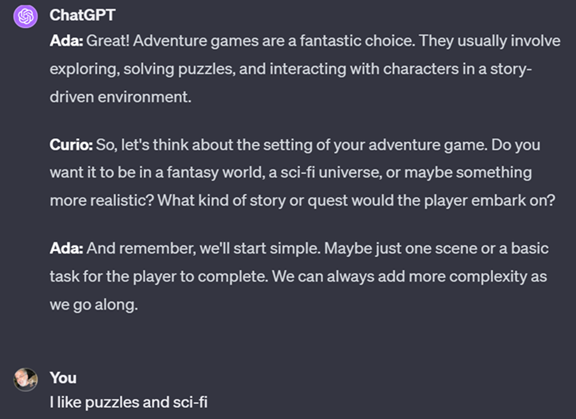 ChatGPT
Ada: Great! Adventure games are a fantastic choice. They usually involve
exploring, solving puzzles, and interacting with characters in a story-
driven environment.
Curio: So, let's think about the setting of your adventure game. Do you
want it to be in a fantasy world, a sci-fi universe, or maybe something
more realistic? What kind of story or quest would the player embark on?
Ada: And remember, we'll start simple. Maybe just one scene or a basic
task for the player to complete. We can always add more complexity as
we go along.
You
I like puzzles and sci-fi